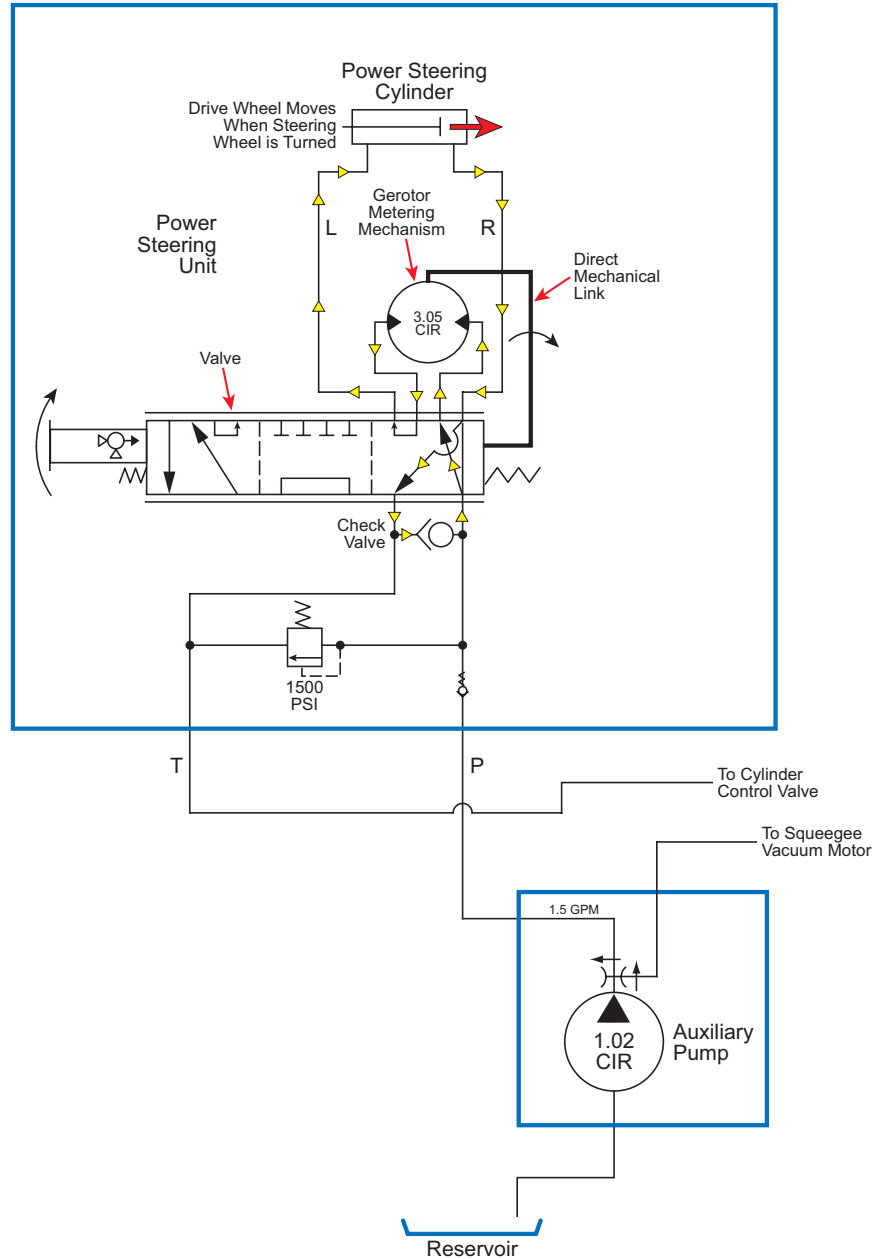 Power Steering
Cylinder
Drive Wheel Moves
When Steering
Wheel is Turned
Gerotor
Metering
Mechanism
L
R
Power
Steering
Unit
Direct
Mechanical
Link
3.05
CIR
Valve
Check
Valve
1500
PSI
T
P
To Cylinder
Control Valve
To Squeegee
Vacuum Motor
1.5 GPM
1.02
CIR
Auxiliary
Pump
Reservoir